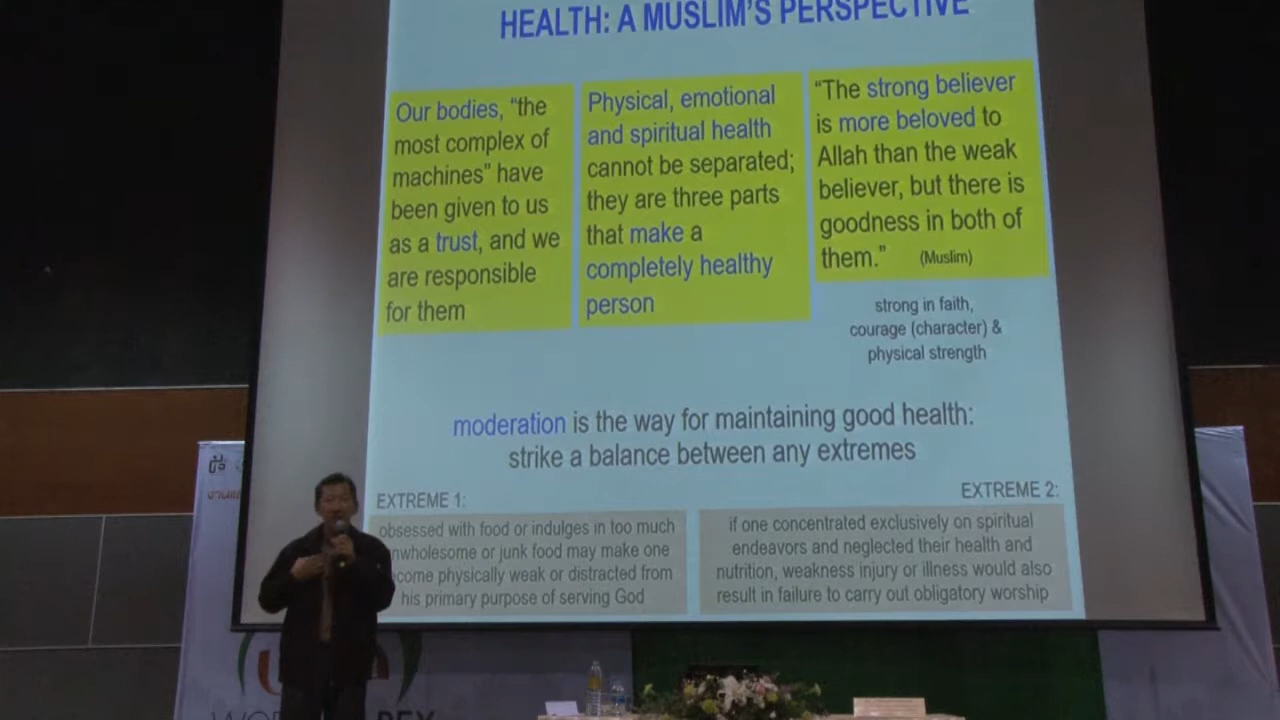 HEALTH: A MUSLIM'S PERSPECTIVE
Our bodies, "the
most complex of
machines" have
been given to us
as a trust, and we
are responsible
for them
Physical, emotional
and spiritual health
cannot be separated;
they are three parts
that make a
completely healthy
person
"The strong believer
is more beloved to
Allah than the weak
believer, but there is
goodness in both of
them." (Muslim)
strong in faith,
courage (character) &
physical strength
moderation is the way for maintaining good health:
strike a balance between any extremes
EXTREME 1:
obsessed with food or indulges in too much
nwholesome or junk food may make one
come physically weak or distracted from
his primary purpose of serving God
EXTREME 2:
if one concentrated exclusively on spiritual
endeavors and neglected their health and
nutrition, weakness injury or illness would also
result in failure to carry out obligatory worship